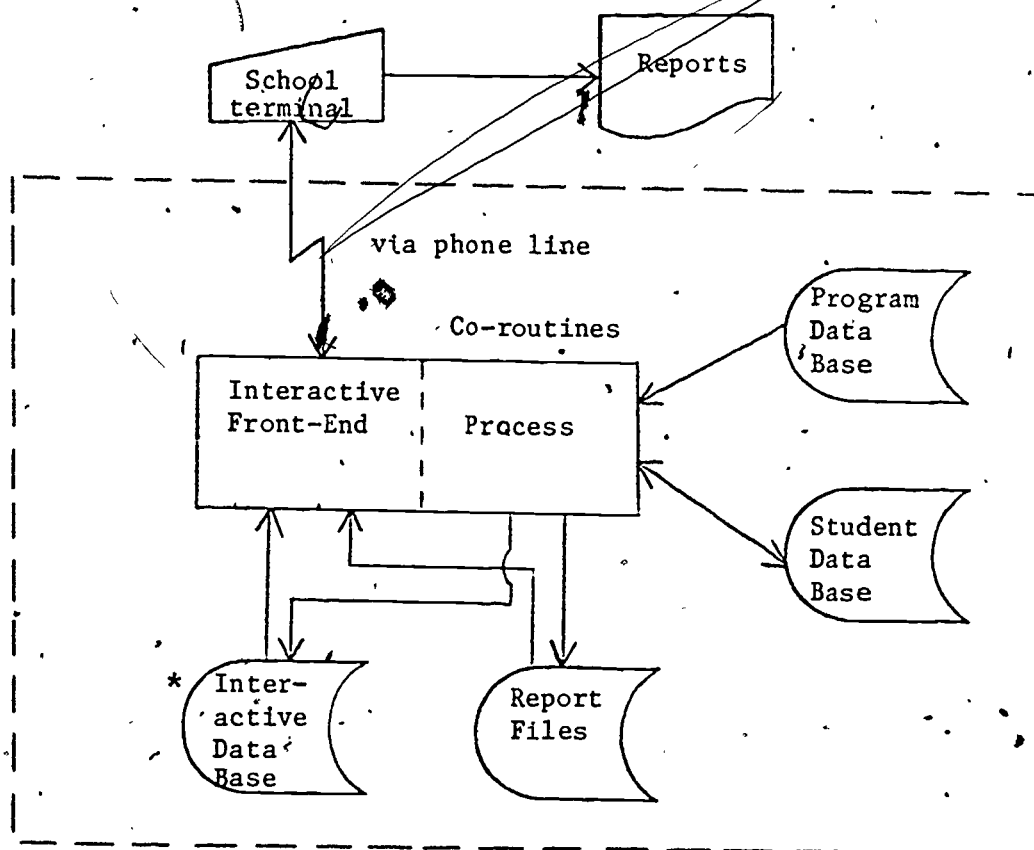 School
terminal
Reports
via phone line
Co-routines
Program
Data
Base
Interactive
Front-End
Process
Student
Data
Base
*
Inter-
active
Data
Base
Report
Files